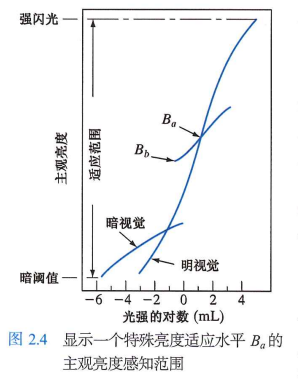 强闪光
主观亮度
适应范围
Ba
Bb
暗视觉
明视觉
暗阈值
−6 −4 −2 0 2 4
光强的对数 (mL)
图 2.4 显示一个特殊亮度适应水平 Ba 的
主观亮度感知范围